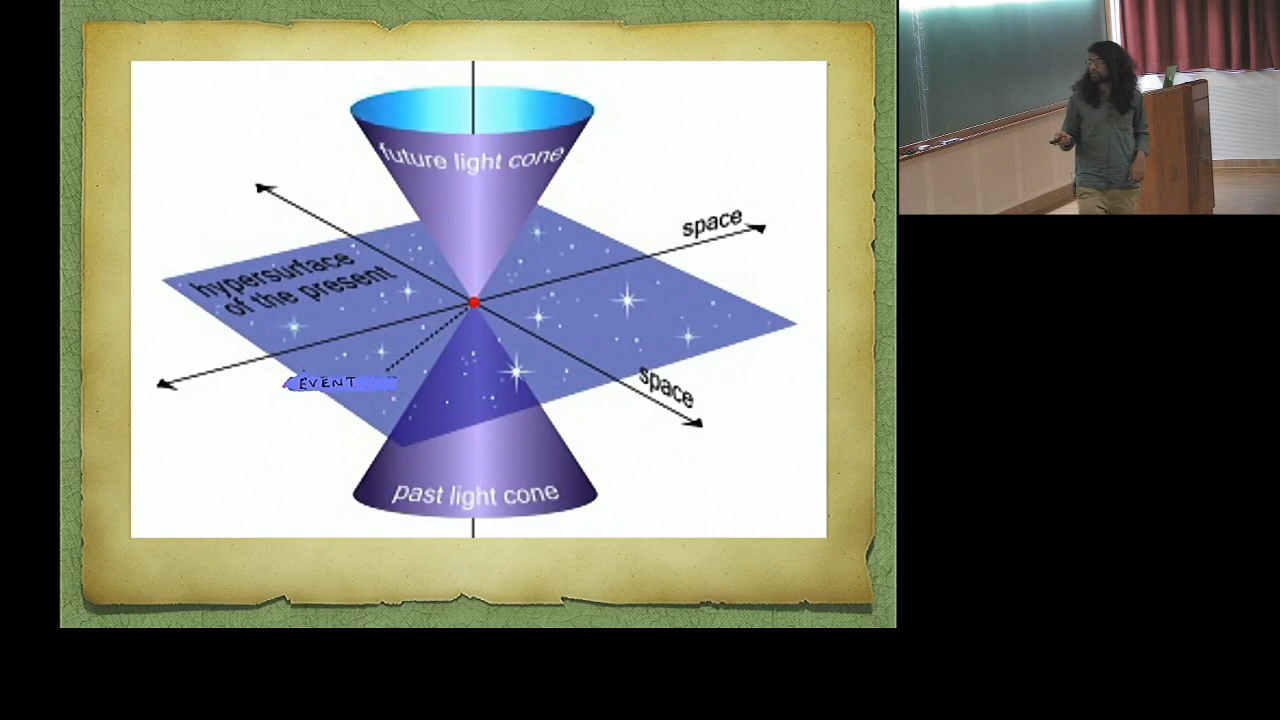 future light cone
space
hypersurface
of the present
EVENT
space
past light cone